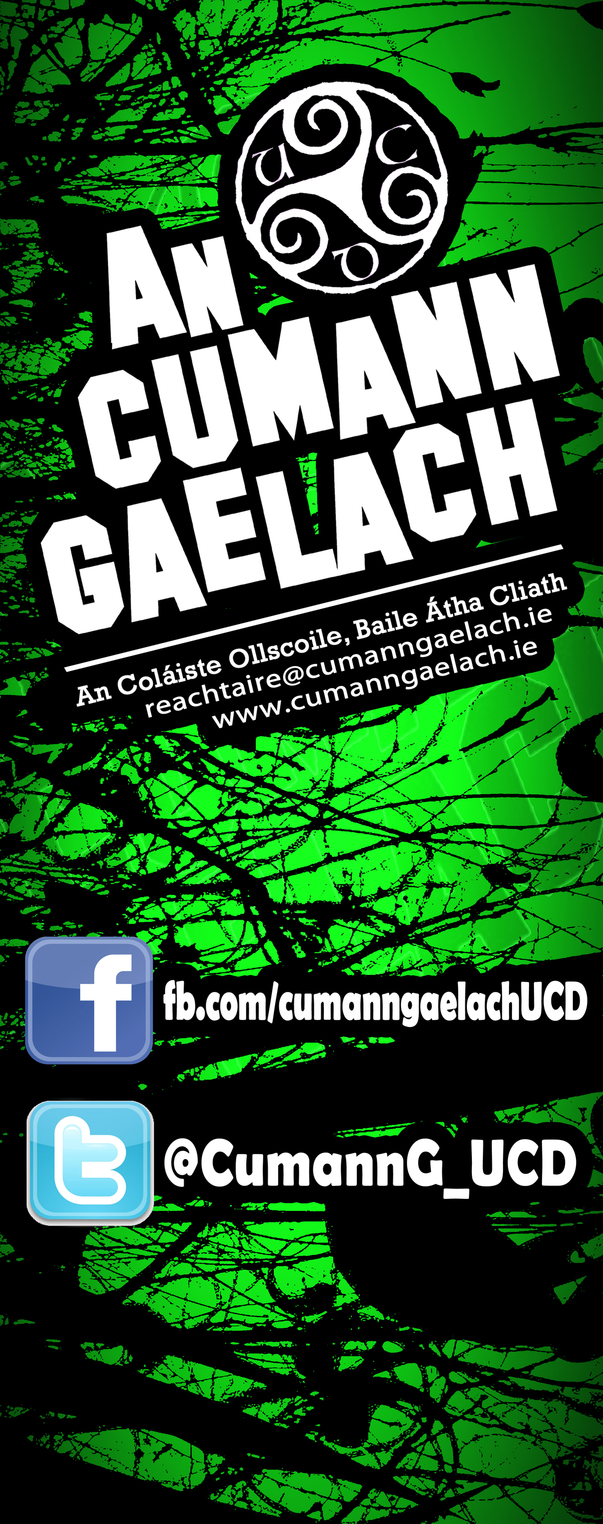 U C
D
AN
CUMANN
GAELACH
An Coláiste Ollscoile, Baile Átha Cliath
reachtaire@cumanngaelach.ie
www.cumanngaelach.ie
f
fb.com/cumanngaelachUCD
t
@CumannG_UCD